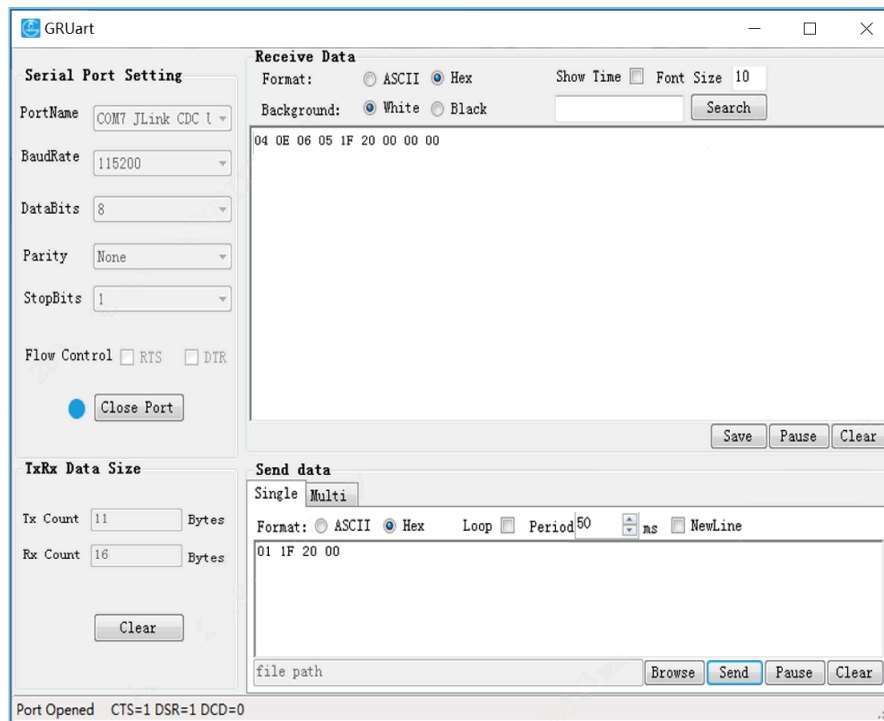 GRUart
Serial Port Setting
PortName COM7 JLink CDC U
BaudRate 115200
DataBits 8
Parity None
StopBits 1
Flow Control RTS DTR
Close Port
TxRx Data Size
Tx Count 11 Bytes
Rx Count 16 Bytes
Clear
Receive Data
Format: ASCII Hex Show Time Font Size 10
Background: White Black Search
04 0E 06 05 1F 20 00 00 00
Save Pause Clear
Send data
Single Multi
Format: ASCII Hex Loop Period 50 ms NewLine
01 1F 20 00
file path Browse Send Pause Clear
Port Opened CTS=1 DSR=1 DCD=0